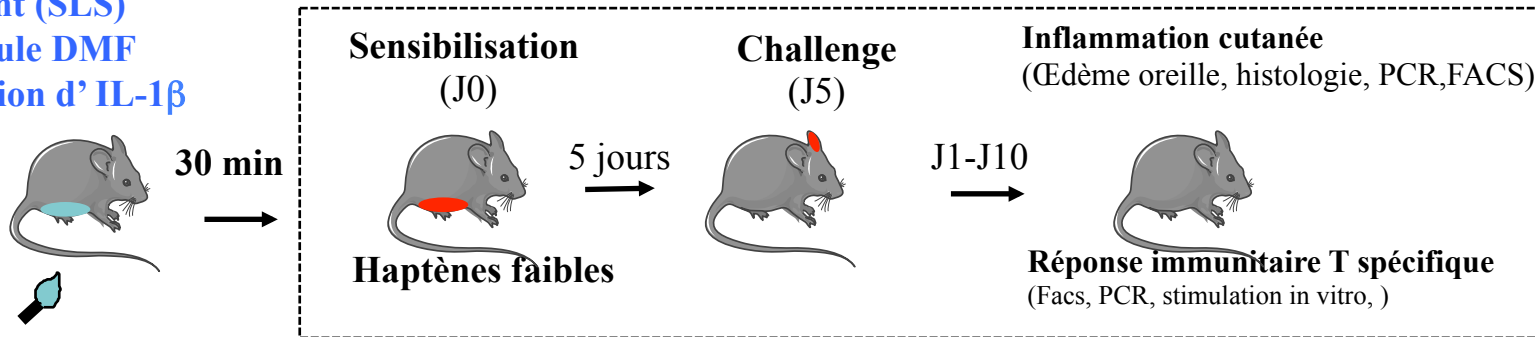 nt (SLS)
ule DMF
ion d’ IL-1β
30 min
Sensibilisation
(J0)
Haptènes faibles
5 jours
Challenge
(J5)
J1-J10
Inflammation cutanée
(Œdème oreille, histologie, PCR,FACS)
Réponse immunitaire T spécifique
(Facs, PCR, stimulation in vitro, )